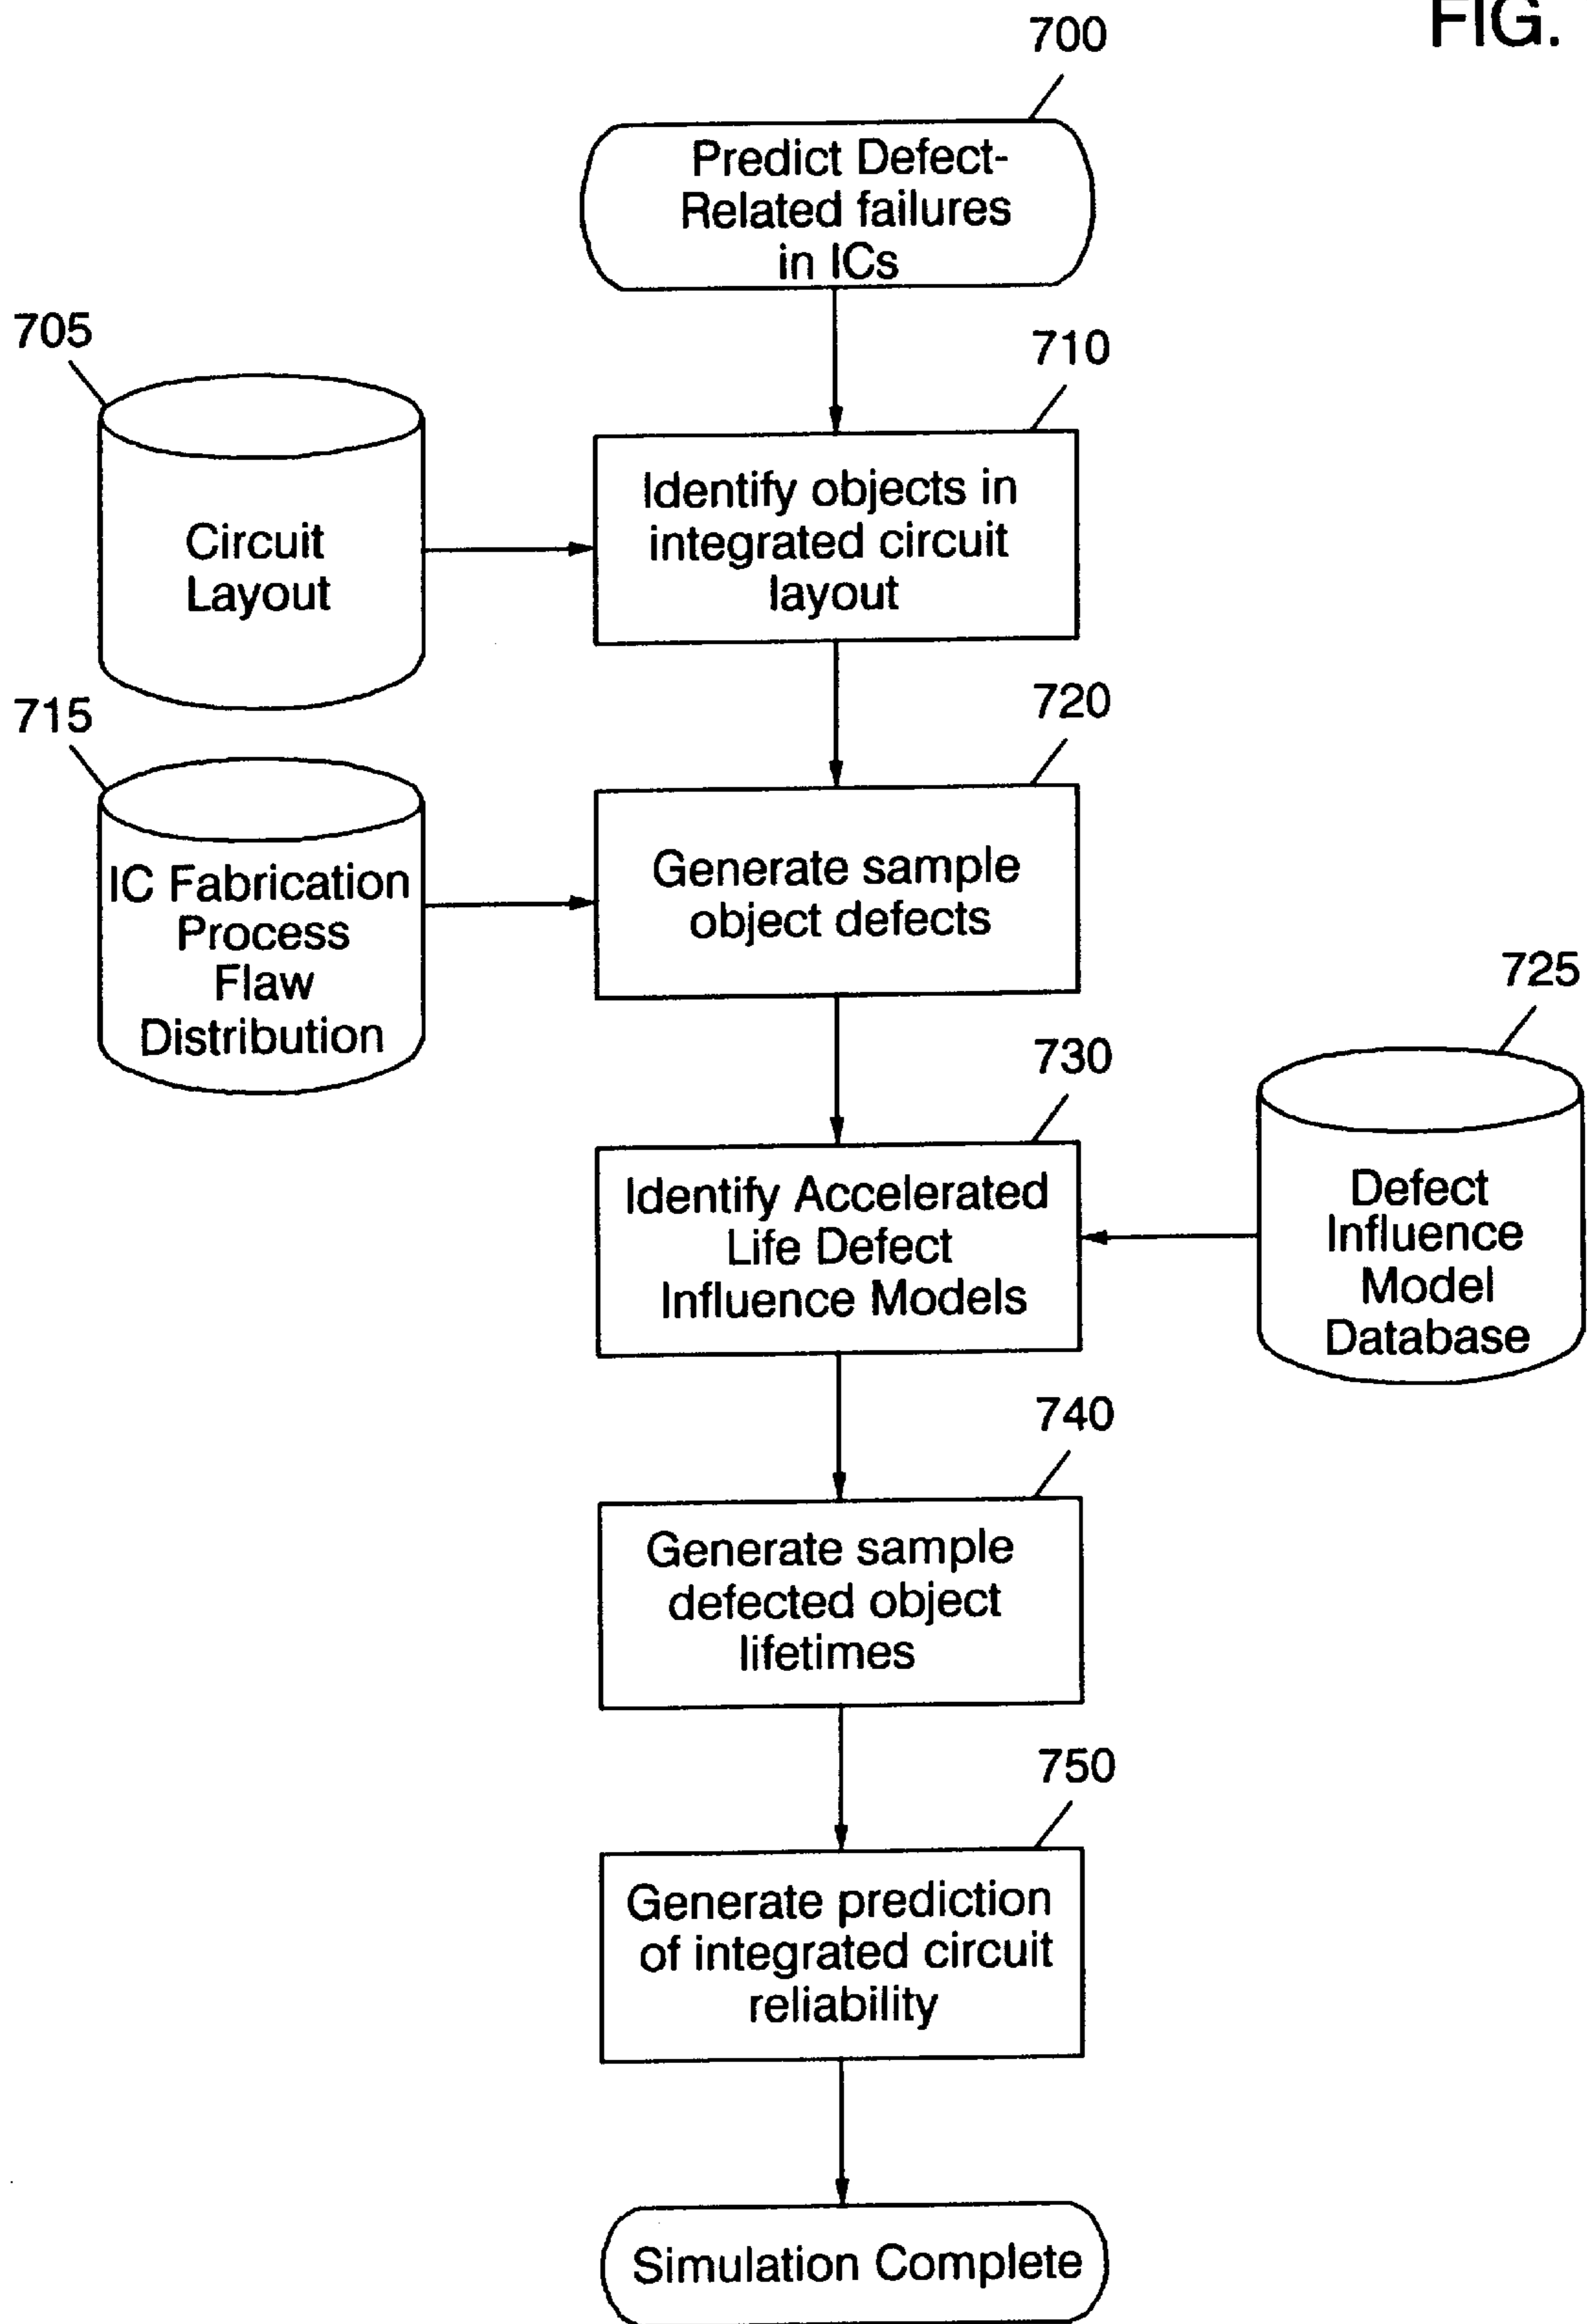 FIG.
700
Predict Defect-
Related failures
in ICs
705
710
Circuit
Layout
Identify objects in
integrated circuit
layout
715
720
IC Fabrication
Process
Flaw
Distribution
Generate sample
object defects
725
730
Identify Accelerated
Life Defect
Influence Models
Defect
Influence
Model
Database
740
Generate sample
defected object
lifetimes
750
Generate prediction
of integrated circuit
reliability
Simulation Complete